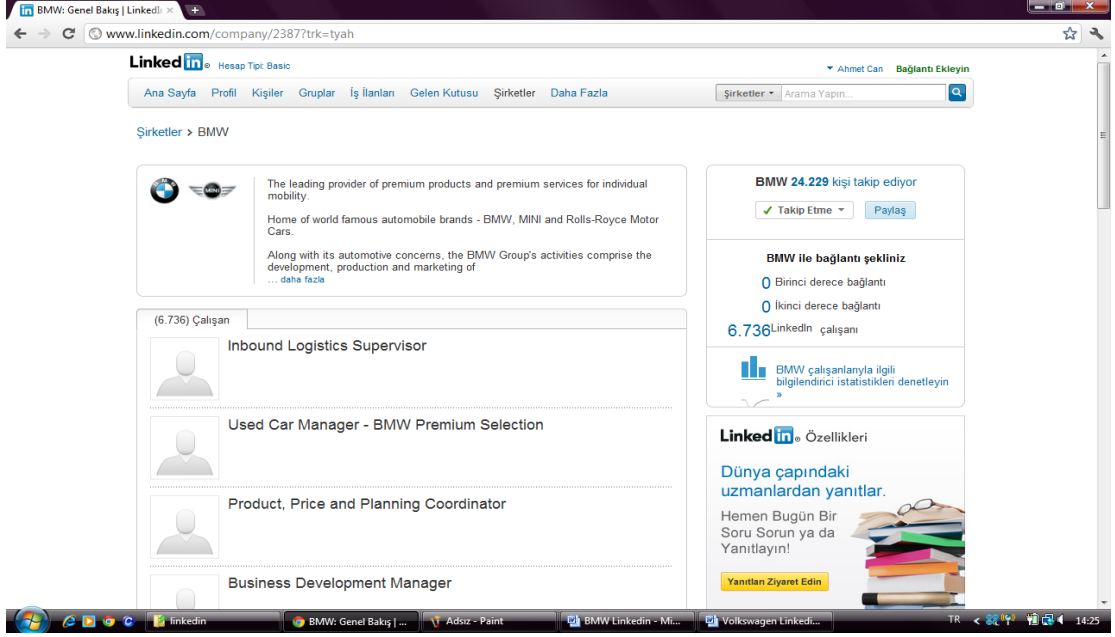 BMW: Genel Bakış | LinkedIn
www.linkedin.com/company/2387?trk=tyah
Linked in® Hesap Tipi: Basic
Ahmet Can Bağlantı Ekleyin
Ana Sayfa Profil Kişiler Gruplar İş İlanları Gelen Kutusu Şirketler Daha Fazla
Şirketler Arama Yapın...
Şirketler > BMW
BMW MINI
The leading provider of premium products and premium services for individual
mobility.
Home of world famous automobile brands - BMW, MINI and Rolls-Royce Motor
Cars.
Along with its automotive concerns, the BMW Group's activities comprise the
development, production and marketing of
... daha fazla
(6.736) Çalışan
Inbound Logistics Supervisor
Used Car Manager - BMW Premium Selection
Product, Price and Planning Coordinator
Business Development Manager
BMW 24.229 kişi takip ediyor
Takip Etme Paylaş
BMW ile bağlantı şekliniz
0 Birinci derece bağlantı
0 İkinci derece bağlantı
6.736 LinkedIn çalışanı
BMW çalışanlarıyla ilgili
bilgilendirici istatistikleri denetleyin
»
Linked in® Özellikleri
Dünya çapındaki
uzmanlardan yanıtlar.
Hemen Bugün Bir
Soru Sorun ya da
Yanıtlayın!
Yanıtları Ziyaret Edin
linkedin
BMW: Genel Bakış | ...
Adsız - Paint
BMW Linkedin - Mi...
Volkswagen Linkedi...
TR
14:25